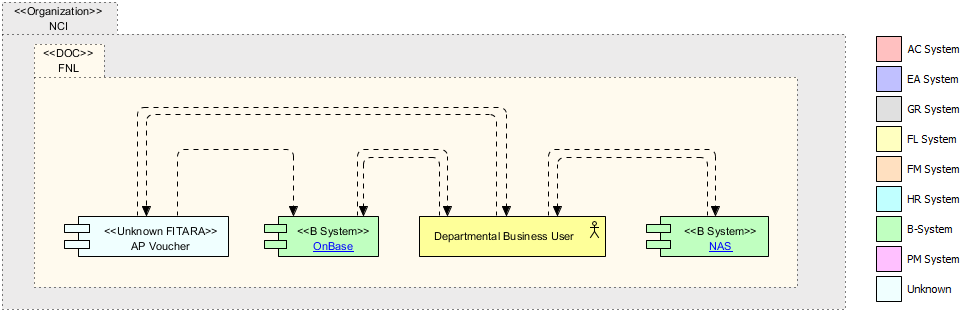 <<Organization>>
NCI
<<DOC>>
FNL
<<Unknown FITARA>>
AP Voucher
<<B System>>
OnBase
Departmental Business User
<<B System>>
NAS
AC System
EA System
GR System
FL System
FM System
HR System
B-System
PM System
Unknown